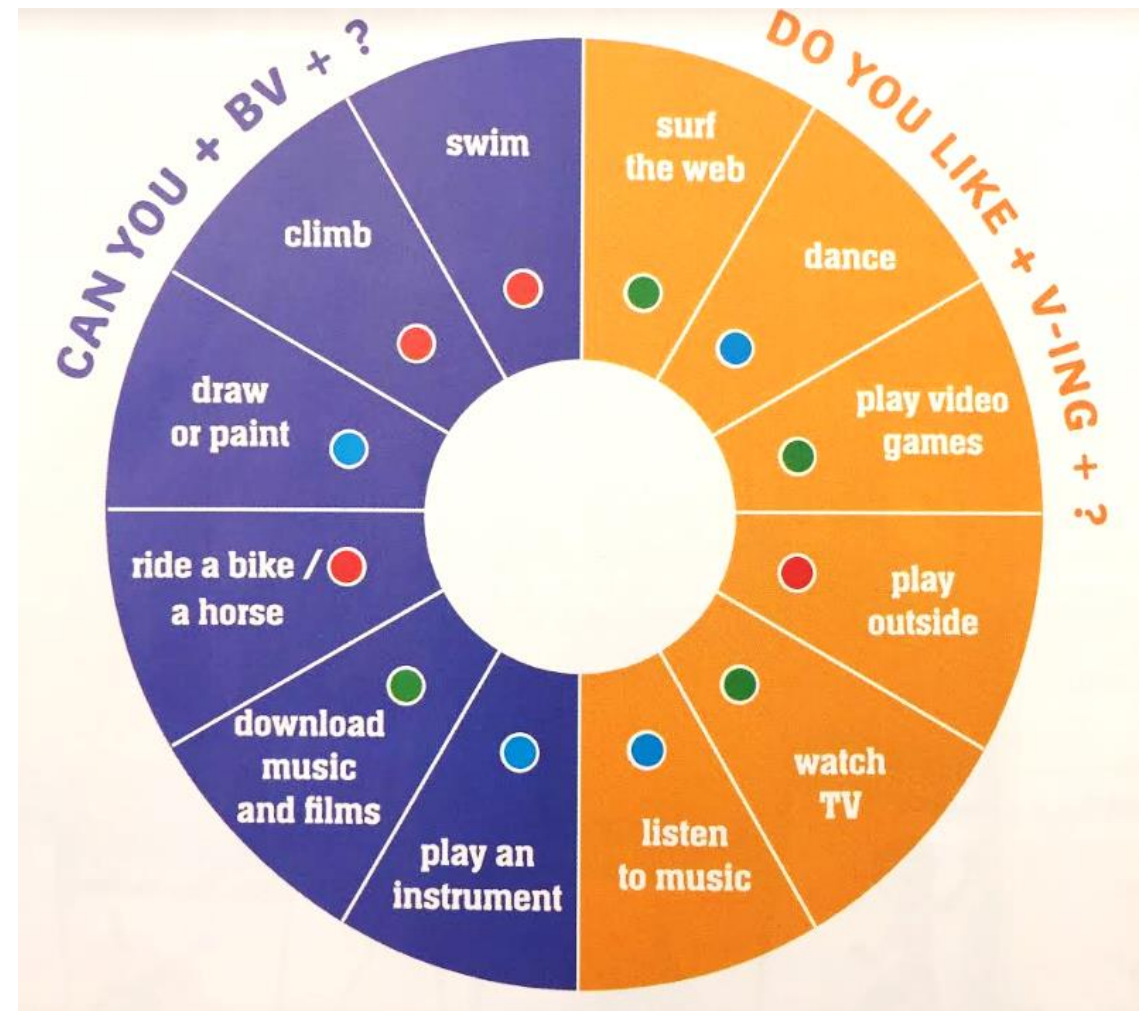 CAN YOU + BV + ?
DO YOU LIKE + V-ING + ?
swim
climb
draw
or paint
ride a bike /
a horse
download
music
and films
play an
instrument
surf
the web
dance
play video
games
play
outside
watch
TV
listen
to music